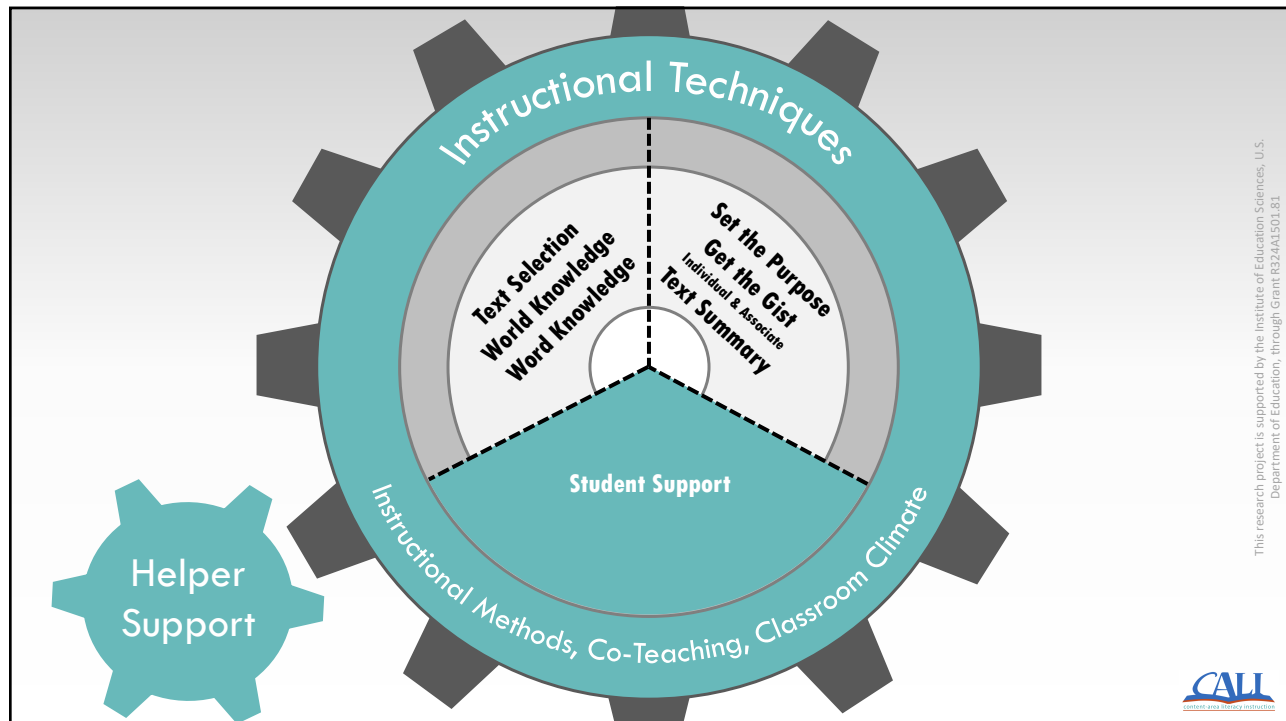 Instructional Techniques
Text Selection
World Knowledge
Word Knowledge
Set the Purpose
Get the Gist
Individual & Associate
Text Summary
Student Support
Instructional Methods, Co-Teaching, Classroom Climate
Helper
Support
This research project is supported by the Institute of Education Sciences, U.S.
Department of Education, through Grant R324A1501.81
CALI
content-area literacy instruction